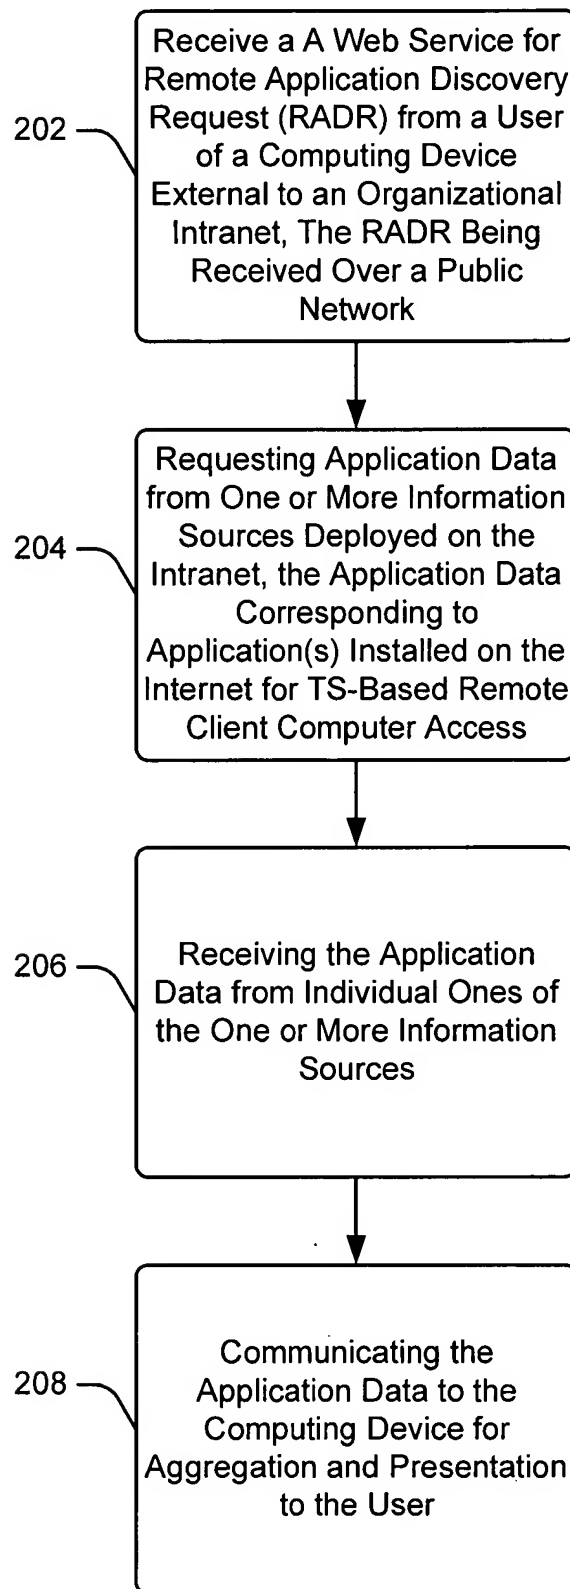 Receive a A Web Service for
Remote Application Discovery
Request (RADR) from a User
of a Computing Device
External to an Organizational
Intranet, The RADR Being
Received Over a Public
Network
202
Requesting Application Data
from One or More Information
Sources Deployed on the
Intranet, the Application Data
Corresponding to
Application(s) Installed on the
Internet for TS-Based Remote
Client Computer Access
204
Receiving the Application
Data from Individual Ones of
the One or More Information
Sources
206
Communicating the
Application Data to the
Computing Device for
Aggregation and Presentation
to the User
208